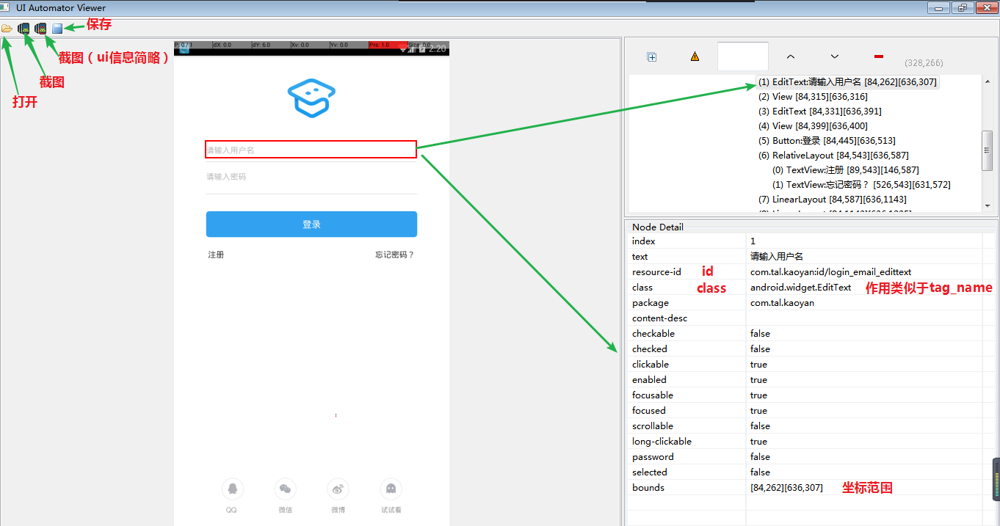 UI Automator Viewer
保存
截图（ui信息简略）
截图
打开
P: 0 / 1 dX: 0.0 dY: 6.0 Xv: 0.0 Yv: 0.0 Prs: 1.0 Size: 0.0
2:20
请输入用户名
请输入密码
登录
注册 忘记密码？
QQ 微信 微博 试试看
(328,266)
(1) EditText:请输入用户名 [84,262][636,307]
(2) View [84,315][636,316]
(3) EditText [84,331][636,391]
(4) View [84,399][636,400]
(5) Button:登录 [84,445][636,513]
(6) RelativeLayout [84,543][636,587]
(0) TextView:注册 [89,543][146,587]
(1) TextView:忘记密码？ [526,543][631,572]
(7) LinearLayout [84,587][636,1143]
Node Detail
index 1
text 请输入用户名
resource-id id com.tal.kaoyan:id/login_email_edittext
class class android.widget.EditText 作用类似于tag_name
package com.tal.kaoyan
content-desc
checkable false
checked false
clickable true
enabled true
focusable true
focused true
scrollable false
long-clickable true
password false
selected false
bounds [84,262][636,307] 坐标范围